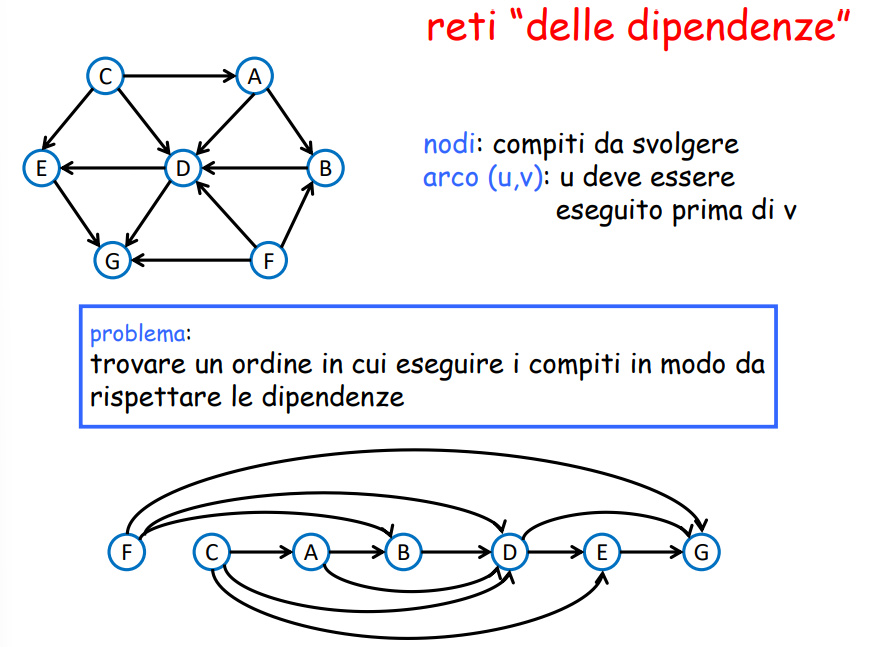 reti “delle dipendenze”
C
A
E
D
B
G
F
nodi: compiti da svolgere
arco (u,v): u deve essere
eseguito prima di v
problema:
trovare un ordine in cui eseguire i compiti in modo da
rispettare le dipendenze
F
C
A
B
D
E
G